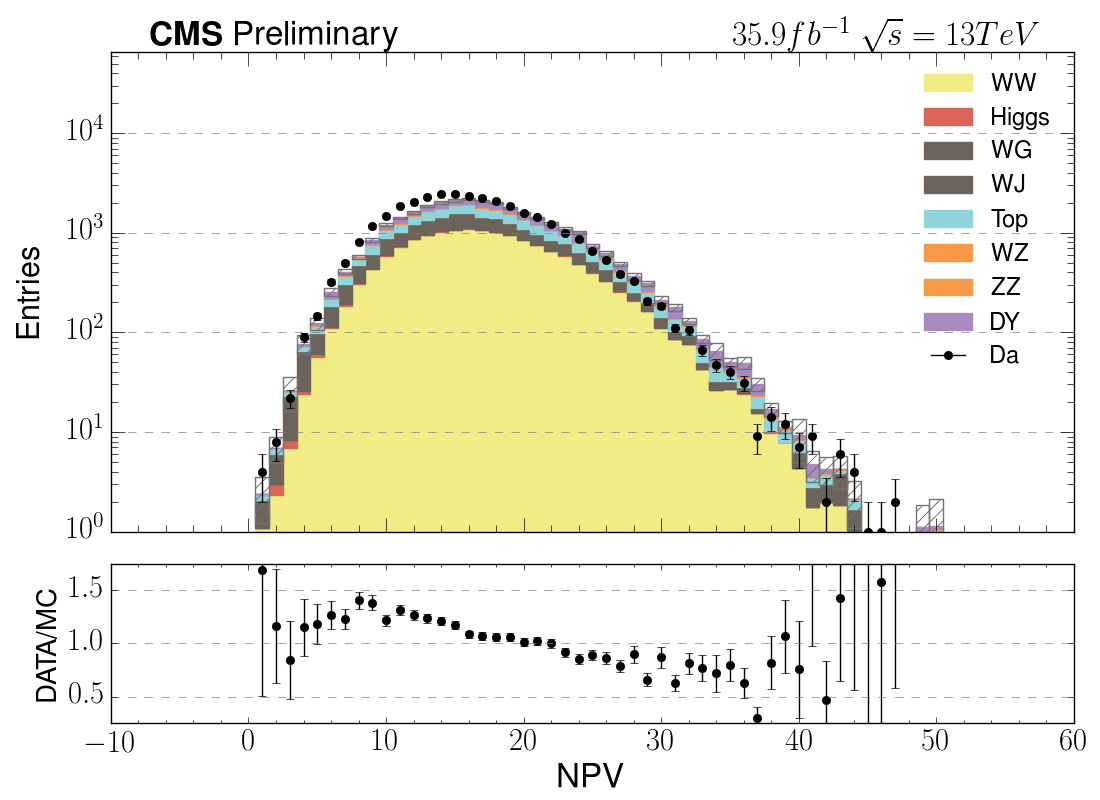 CMS Preliminary
35.9fb⁻¹ √s = 13TeV
Entries
10⁴
10³
10²
10¹
10⁰
WW
Higgs
WG
WJ
Top
WZ
ZZ
DY
Da
DATA/MC
1.5
1.0
0.5
−10 0 10 20 30 40 50 60
NPV